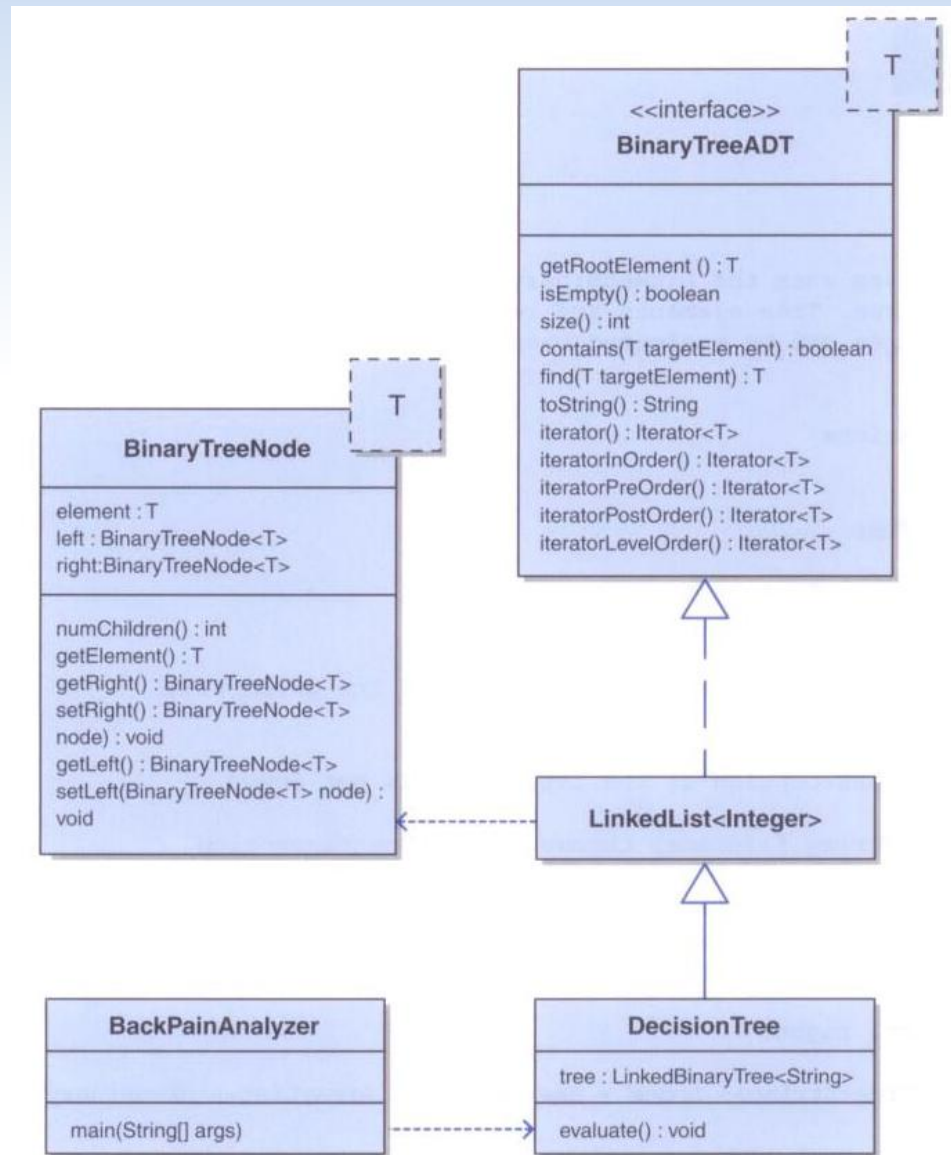 T
<<interface>>
BinaryTreeADT
getRootElement () : T
isEmpty() : boolean
size() : int
contains(T targetElement) : boolean
find(T targetElement) : T
toString() : String
iterator() : Iterator<T>
iteratorInOrder() : Iterator<T>
iteratorPreOrder() : Iterator<T>
iteratorPostOrder() : Iterator<T>
iteratorLevelOrder() : Iterator<T>
T
BinaryTreeNode
element : T
left : BinaryTreeNode<T>
right:BinaryTreeNode<T>
numChildren() : int
getElement() : T
getRight() : BinaryTreeNode<T>
setRight() : BinaryTreeNode<T>
node) : void
getLeft() : BinaryTreeNode<T>
setLeft(BinaryTreeNode<T> node) :
void
LinkedList<Integer>
BackPainAnalyzer
main(String[] args)
DecisionTree
tree : LinkedBinaryTree<String>
evaluate() : void